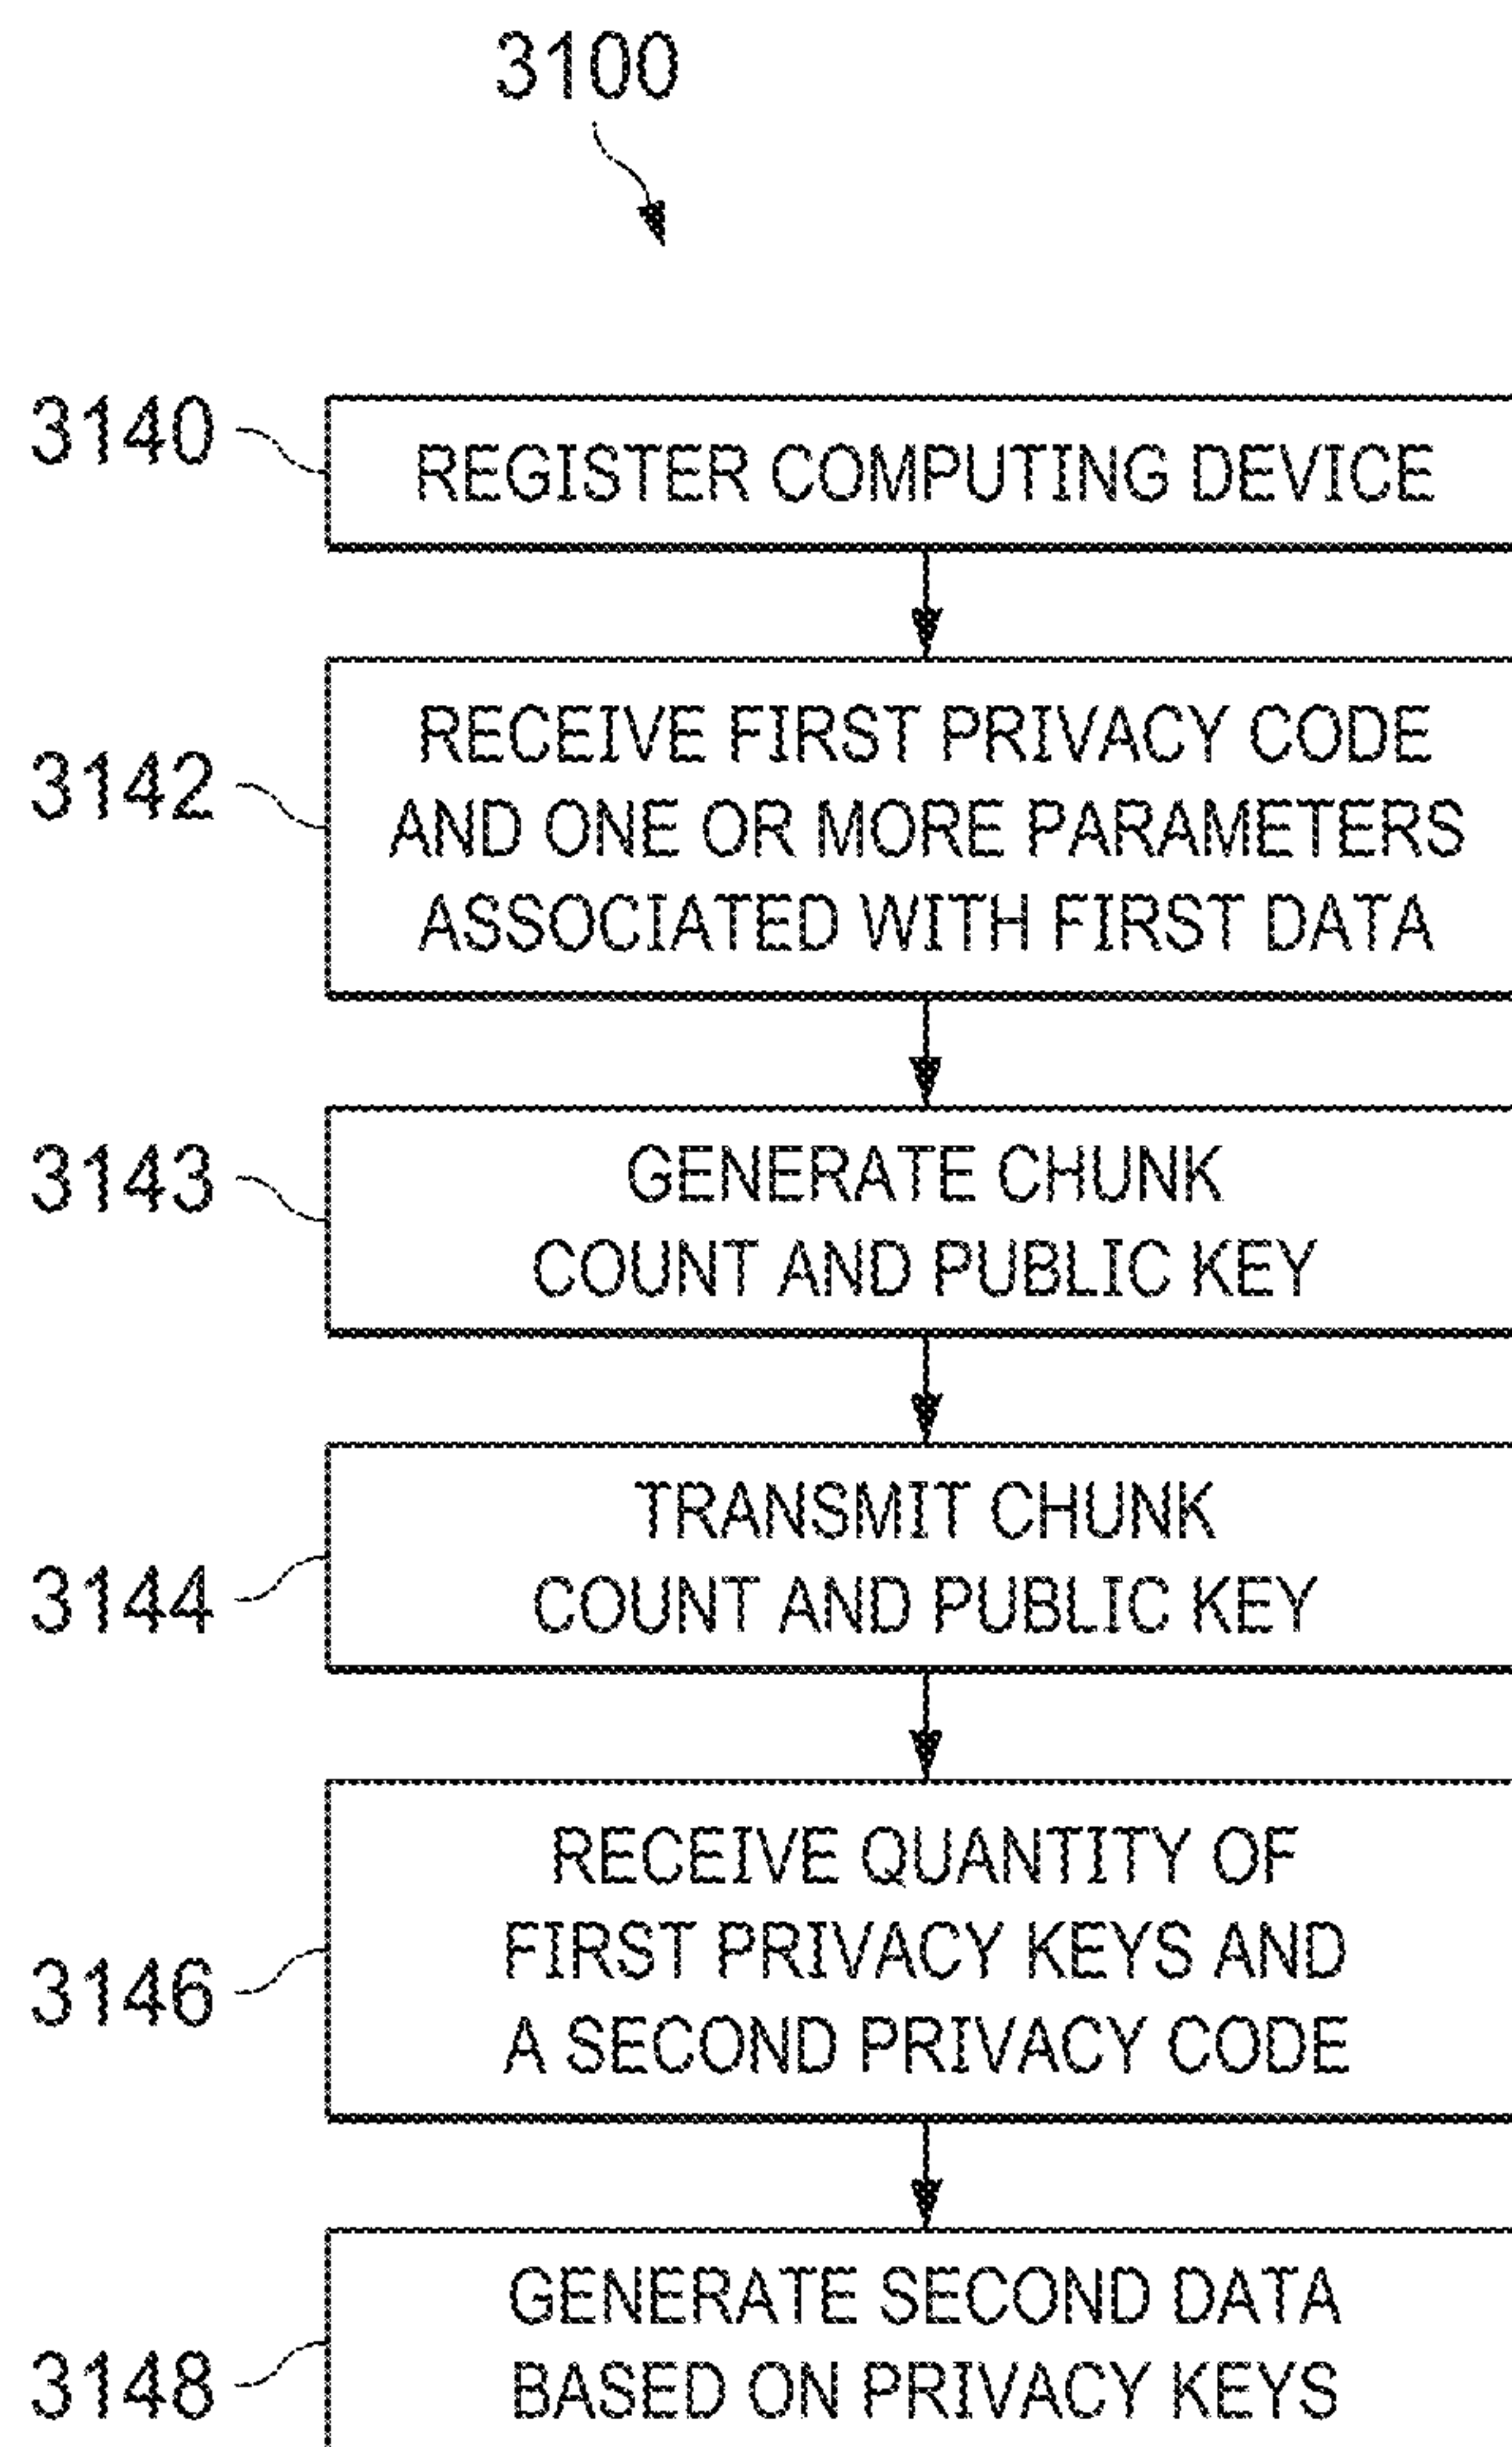 3100
3140
REGISTER COMPUTING DEVICE
3142
RECEIVE FIRST PRIVACY CODE
AND ONE OR MORE PARAMETERS
ASSOCIATED WITH FIRST DATA
3143
GENERATE CHUNK
COUNT AND PUBLIC KEY
3144
TRANSMIT CHUNK
COUNT AND PUBLIC KEY
3146
RECEIVE QUANTITY OF
FIRST PRIVACY KEYS AND
A SECOND PRIVACY CODE
3148
GENERATE SECOND DATA
BASED ON PRIVACY KEYS